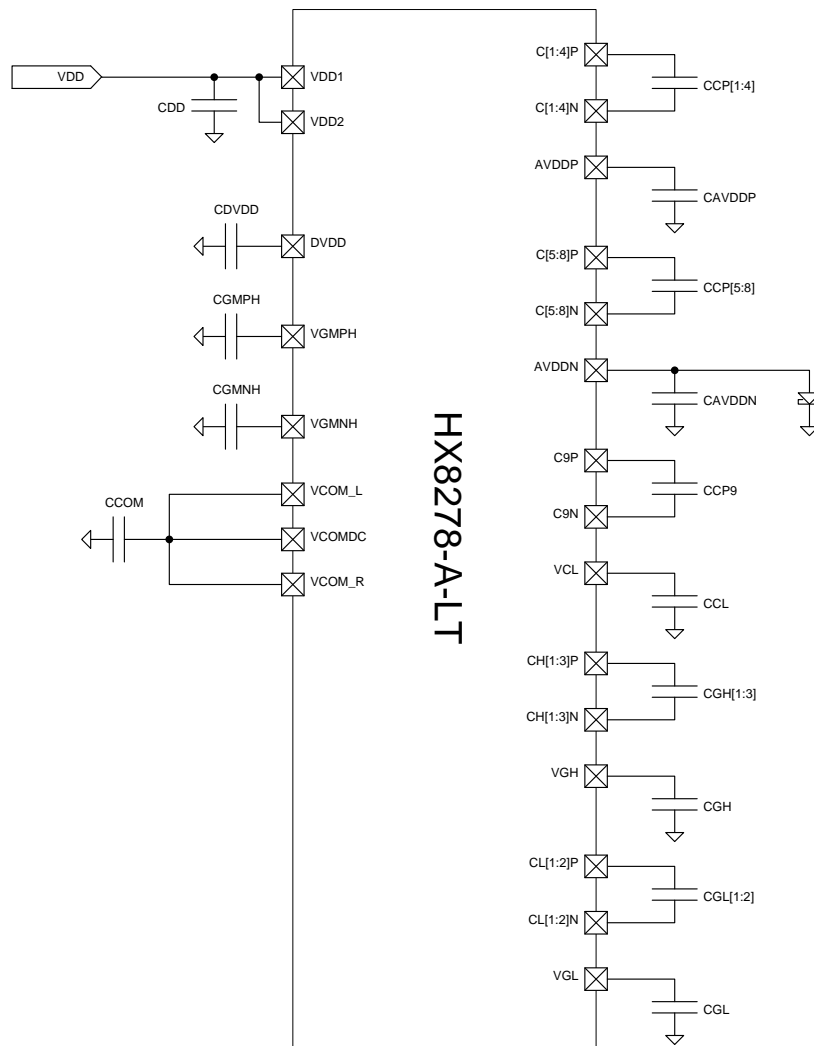 VDD
CDD
VDD1
VDD2
CDVDD
DVDD
CGMPH
VGMPH
CGMNH
VGMNH
CCOM
VCOM_L
VCOMDC
VCOM_R
HX8278-A-LT
C[1:4]P
CCP[1:4]
C[1:4]N
AVDDP
CAVDDP
C[5:8]P
CCP[5:8]
C[5:8]N
AVDDN
CAVDDN
C9P
CCP9
C9N
VCL
CCL
CH[1:3]P
CGH[1:3]
CH[1:3]N
VGH
CGH
CL[1:2]P
CGL[1:2]
CL[1:2]N
VGL
CGL